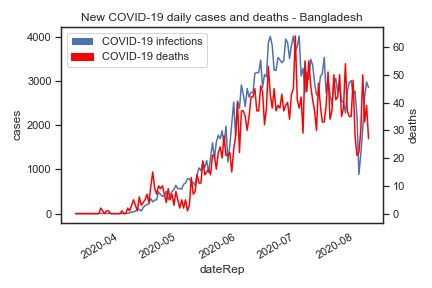 New COVID-19 daily cases and deaths - Bangladesh
COVID-19 infections
COVID-19 deaths
4000
3000
2000
1000
0
cases
60
50
40
30
20
10
0
deaths
2020-04
2020-05
2020-06
2020-07
2020-08
dateRep